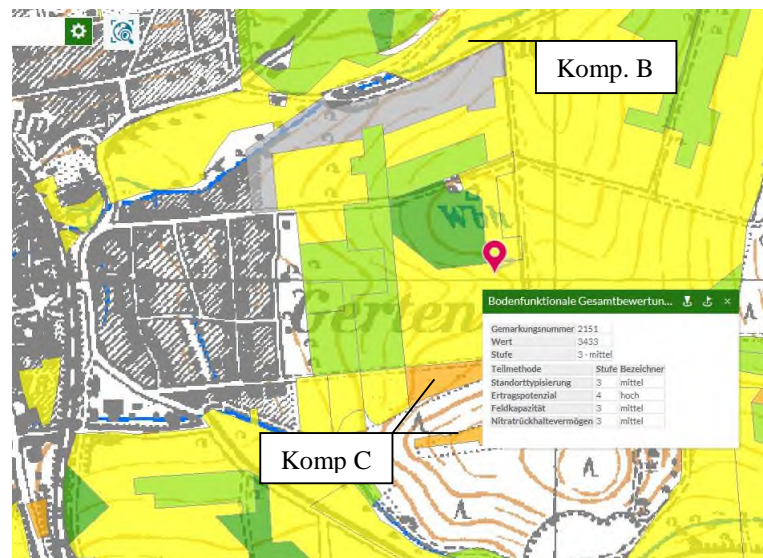 Komp. B
Wbh
Gerten
Bodenfunktionale Gesamtbewertun...
Gemarkungsnummer 2151
Wert 3433
Stufe 3 - mittel
Teilmethode Stufe Bezeichner
Standorttypisierung 3 mittel
Ertragspotenzial 4 hoch
Feldkapazität 3 mittel
Nitratrückhaltevermögen 3 mittel
Komp C